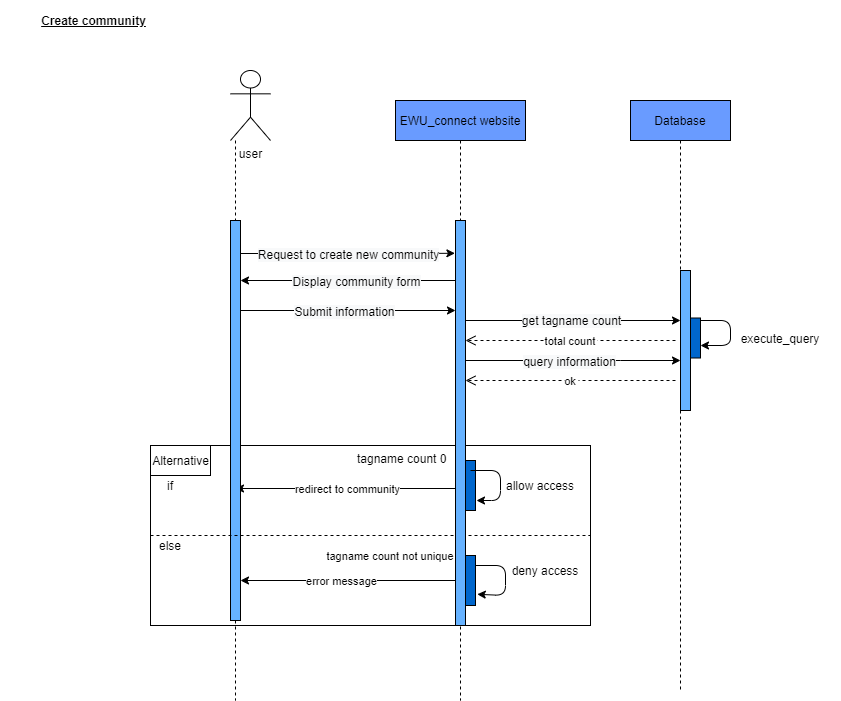 Create community
user
EWU_connect website
Database
Request to create new community
Display community form
Submit information
get tagname count
total count
execute_query
query information
ok
Alternative
tagname count 0
if
allow access
redirect to community
else
tagname count not unique
deny access
error message